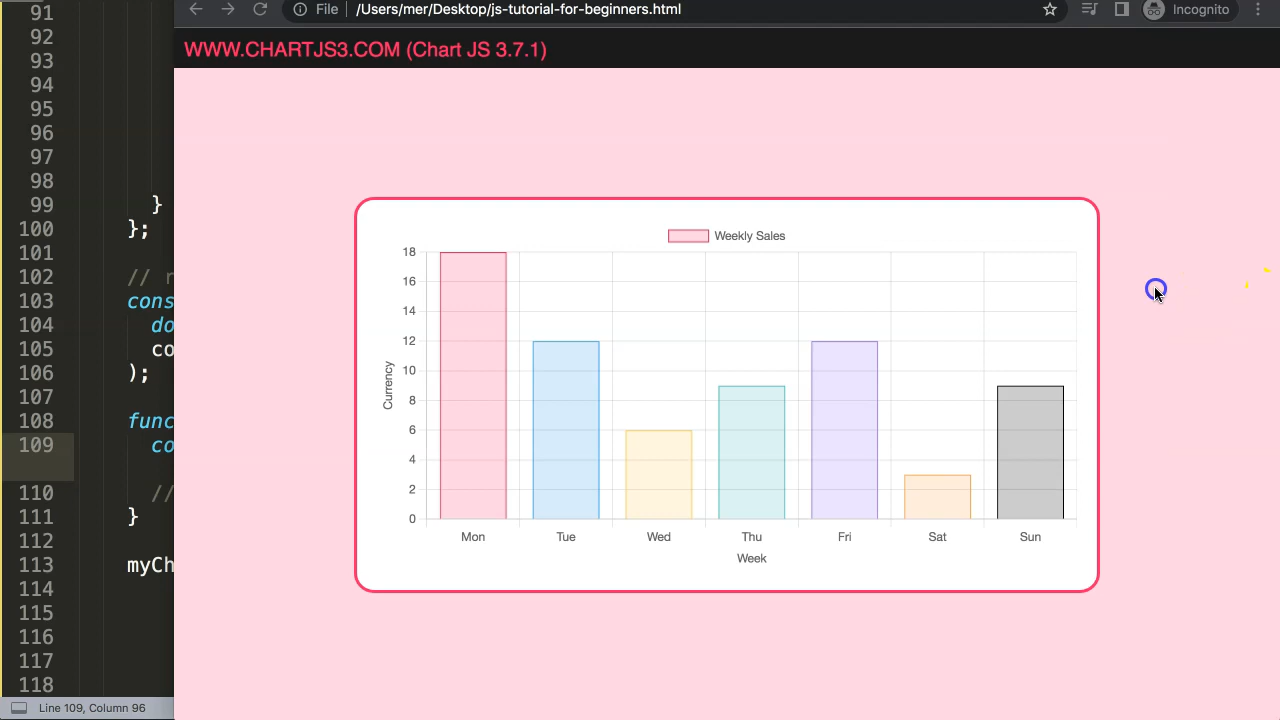 File
/Users/mer/Desktop/js-tutorial-for-beginners.html
Incognito
WWW.CHARTJS3.COM (Chart JS 3.7.1)
91
92
93
94
95
96
97
98
99 }
100 };
101
102 // r
103 cons
104 do
105 co
106 );
107
108 func
109 co
110 //
111 }
112
113 myCh
114
115
116
117
118
Line 109, Column 96
Weekly Sales
18
16
14
12
10
8
6
4
2
0
Currency
Mon Tue Wed Thu Fri Sat Sun
Week